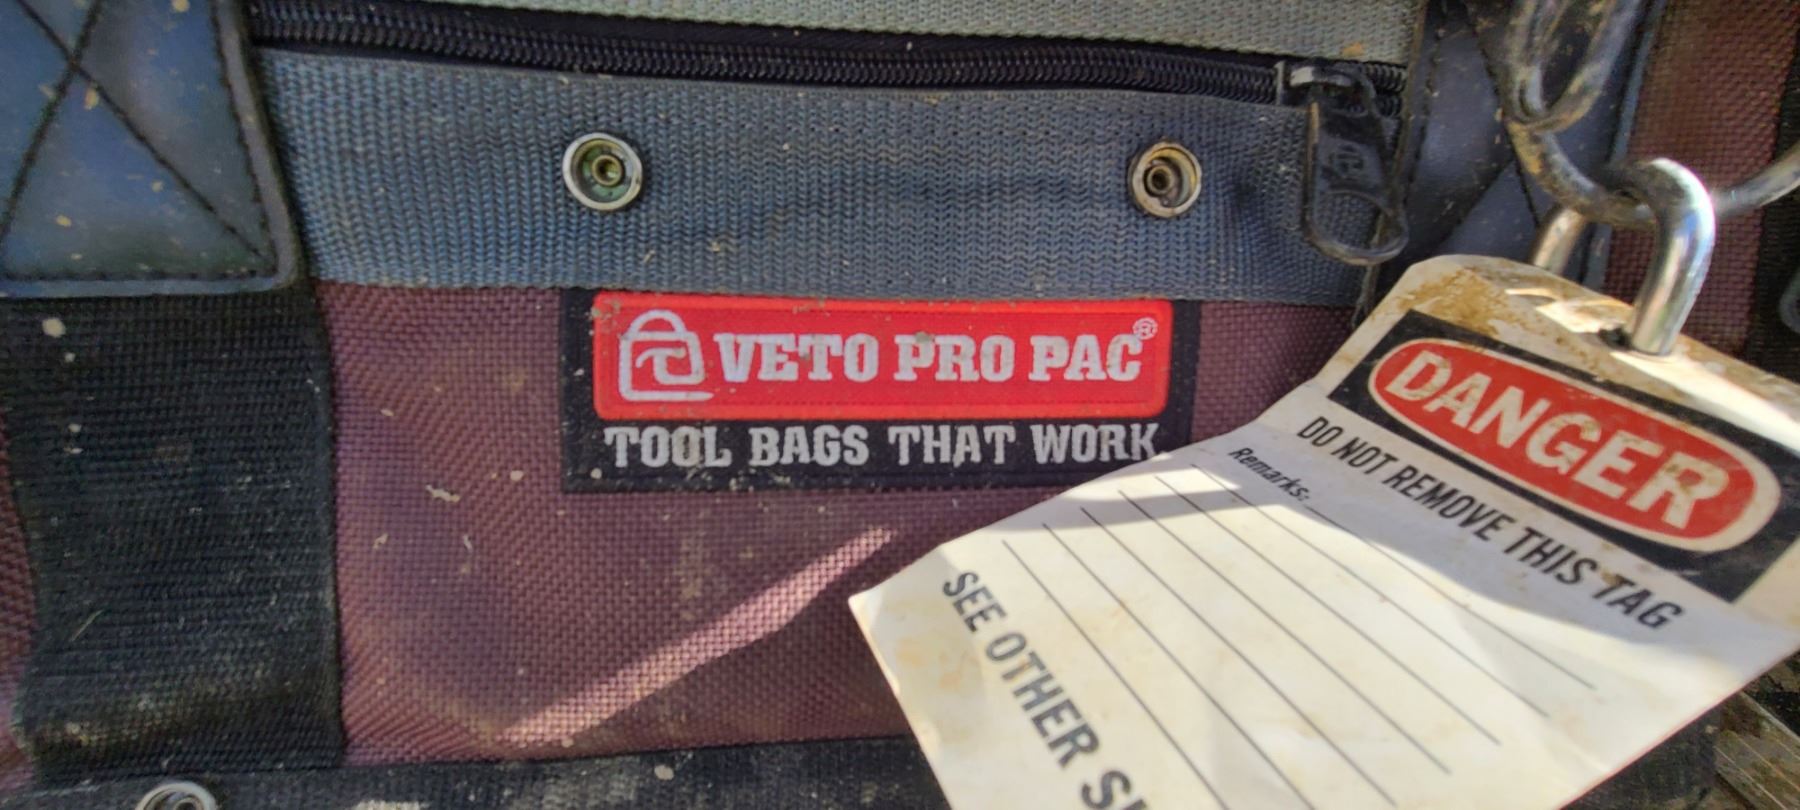 VETO PRO PAC®
TOOL BAGS THAT WORK
DANGER
DO NOT REMOVE THIS TAG
Remarks:
SEE OTHER